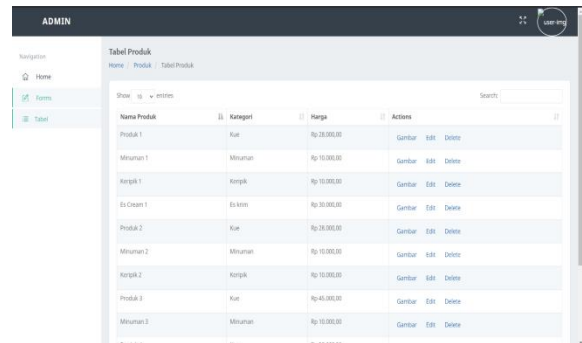 ADMIN
user-img
Navigation
Home
Forms
Tabel
Tabel Produk
Home / Produk / Tabel Produk
Show 10 entries
Search:
Nama Produk Kategori Harga Actions
Produk 1 Kue Rp 28.000,00 Gambar Edit Delete
Minuman 1 Minuman Rp 10.000,00 Gambar Edit Delete
Keripik 1 Keripik Rp 10.000,00 Gambar Edit Delete
Es Cream 1 Es krim Rp 30.000,00 Gambar Edit Delete
Produk 2 Kue Rp 28.000,00 Gambar Edit Delete
Minuman 2 Minuman Rp 10.000,00 Gambar Edit Delete
Keripik 2 Keripik Rp 10.000,00 Gambar Edit Delete
Produk 3 Kue Rp 45.000,00 Gambar Edit Delete
Minuman 3 Minuman Rp 10.000,00 Gambar Edit Delete